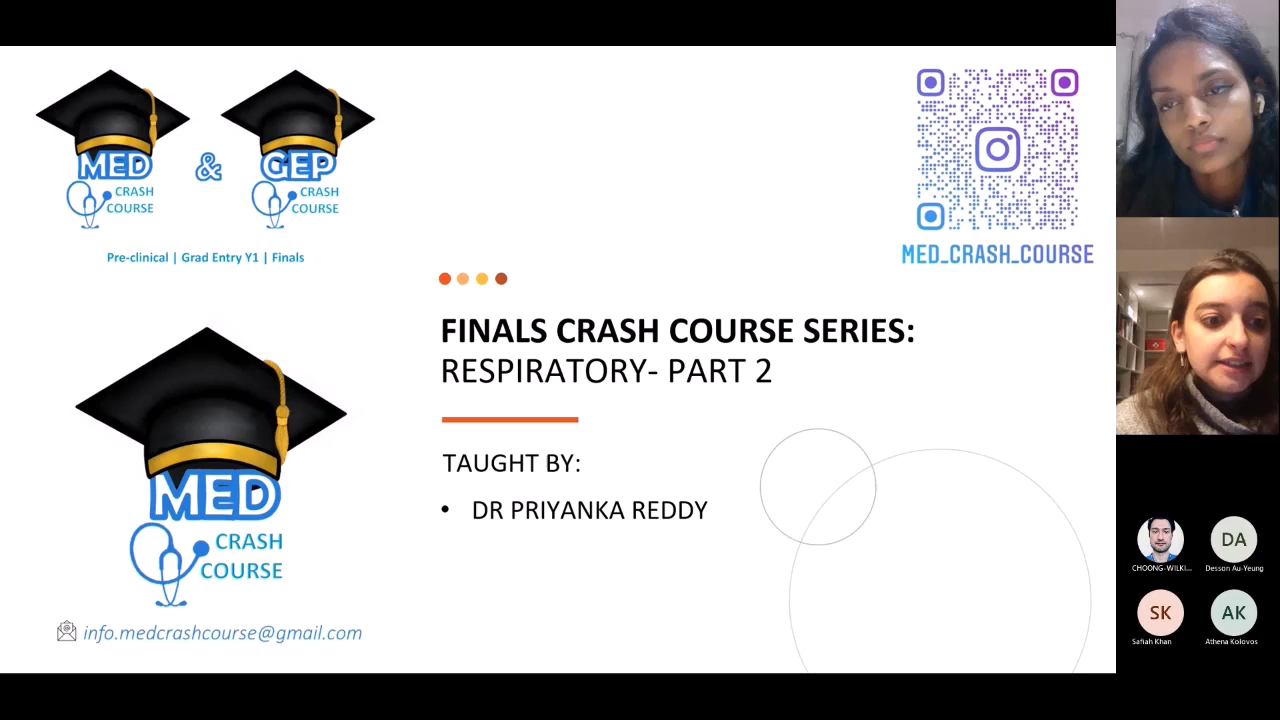 MED
CRASH
COURSE
&
GEP
CRASH
COURSE
Pre-clinical | Grad Entry Y1 | Finals
MED_CRASH_COURSE
FINALS CRASH COURSE SERIES:
RESPIRATORY- PART 2
TAUGHT BY:
• DR PRIYANKA REDDY
MED
CRASH
COURSE
info.medcrashcourse@gmail.com
CHOONG-WILKI...
DA
Desson Au-Yeung
SK
Safiah Khan
AK
Athena Kolovos